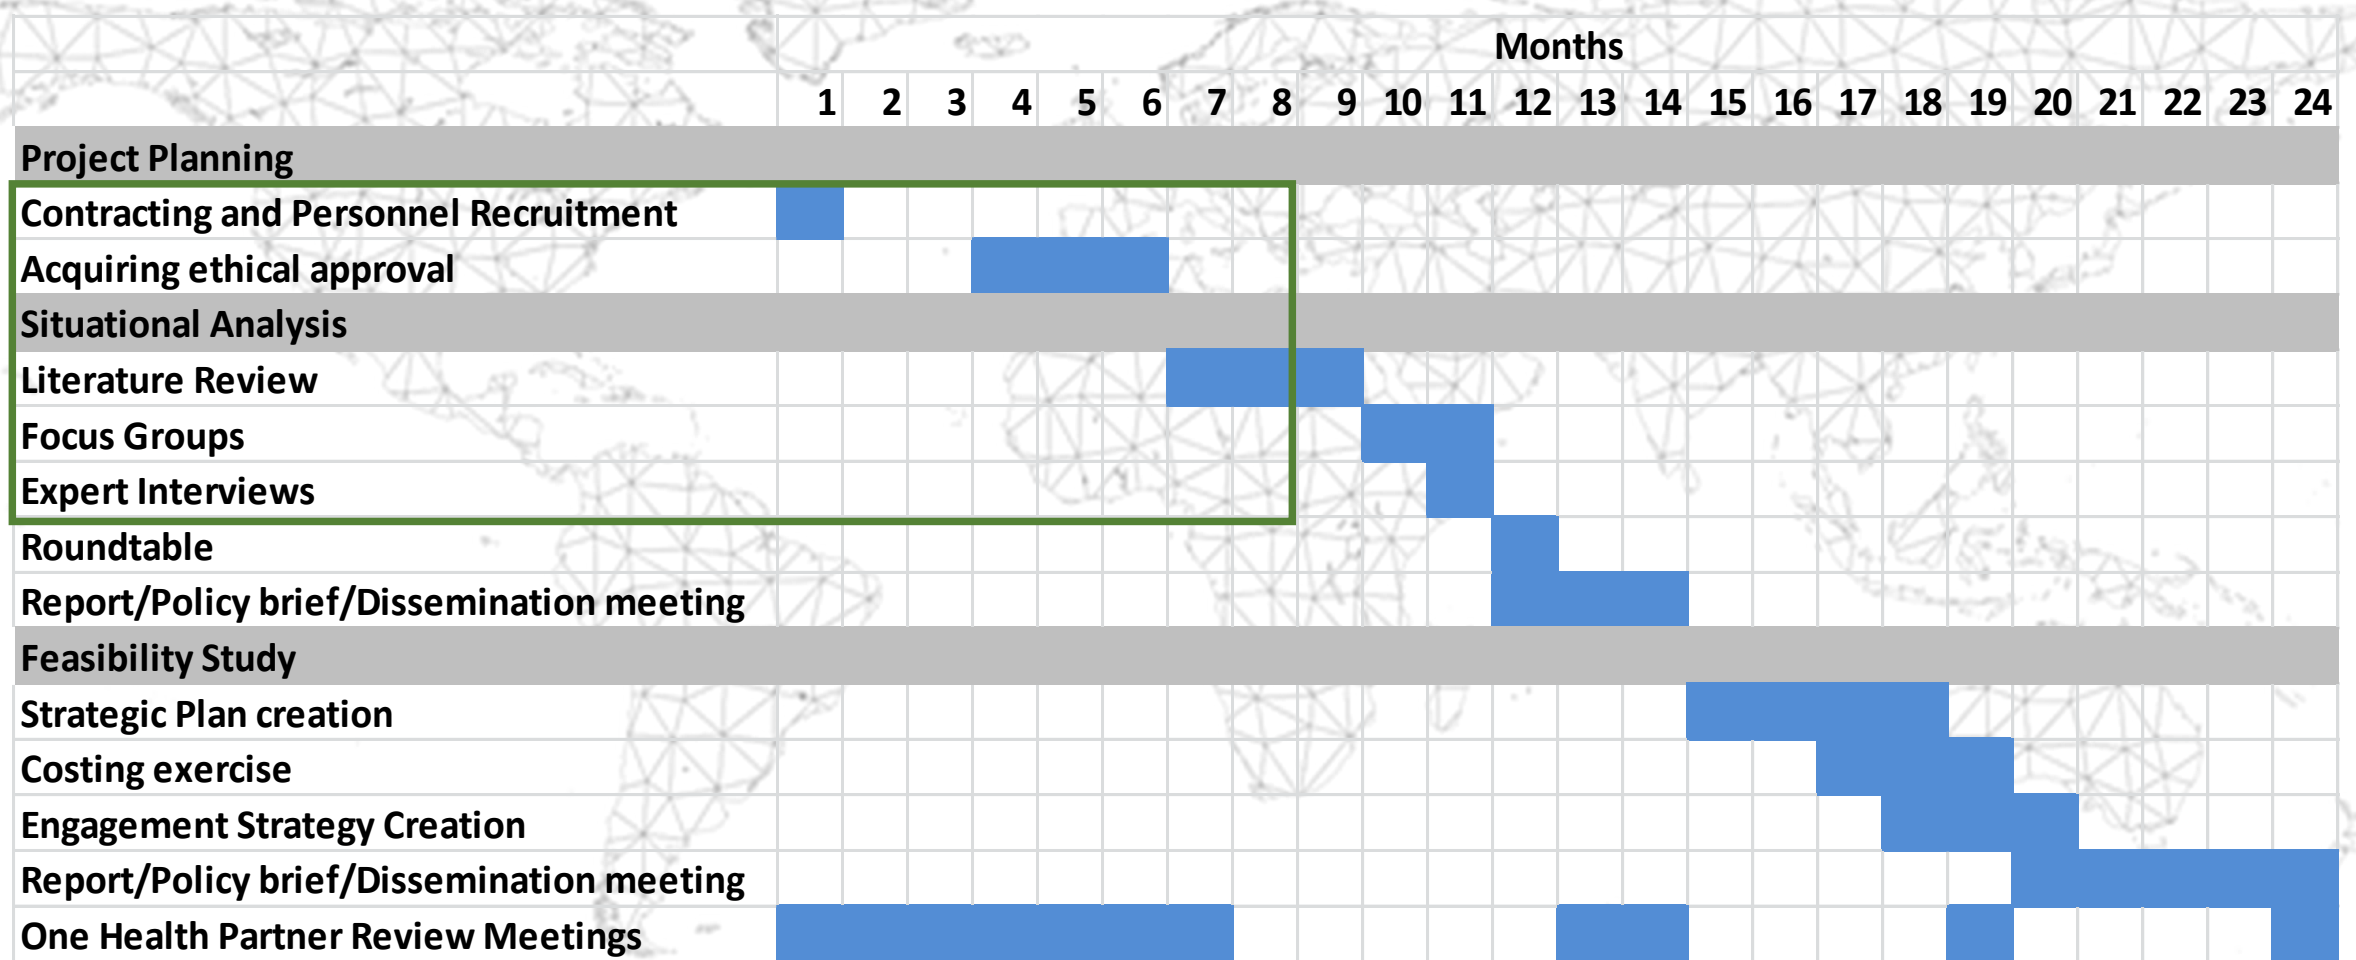 Months
1 2 3 4 5 6 7 8 9 10 11 12 13 14 15 16 17 18 19 20 21 22 23 24
Project Planning
Contracting and Personnel Recruitment
Acquiring ethical approval
Situational Analysis
Literature Review
Focus Groups
Expert Interviews
Roundtable
Report/Policy brief/Dissemination meeting
Feasibility Study
Strategic Plan creation
Costing exercise
Engagement Strategy Creation
Report/Policy brief/Dissemination meeting
One Health Partner Review Meetings